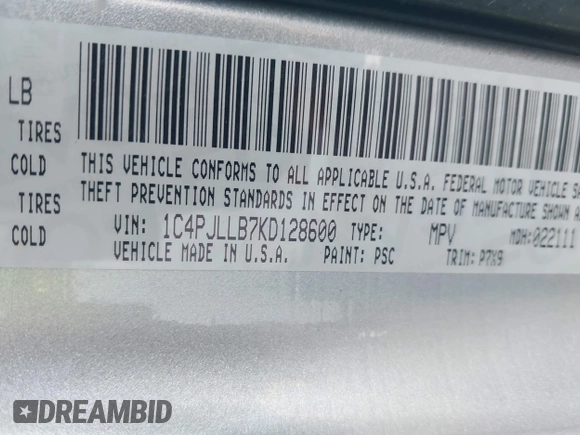 LB
TIRES
COLD
TIRES
COLD
THIS VEHICLE CONFORMS TO ALL APPLICABLE U.S.A. FEDERAL MOTOR VEHICLE SA
THEFT PREVENTION STANDARDS IN EFFECT ON THE DATE OF MANUFACTURE SHOWN A
VIN: 1C4PJLLB7KD128600 TYPE: MPV MDH:022111
VEHICLE MADE IN U.S.A. PAINT: PSC TRIM: P7X9
DREAMBID